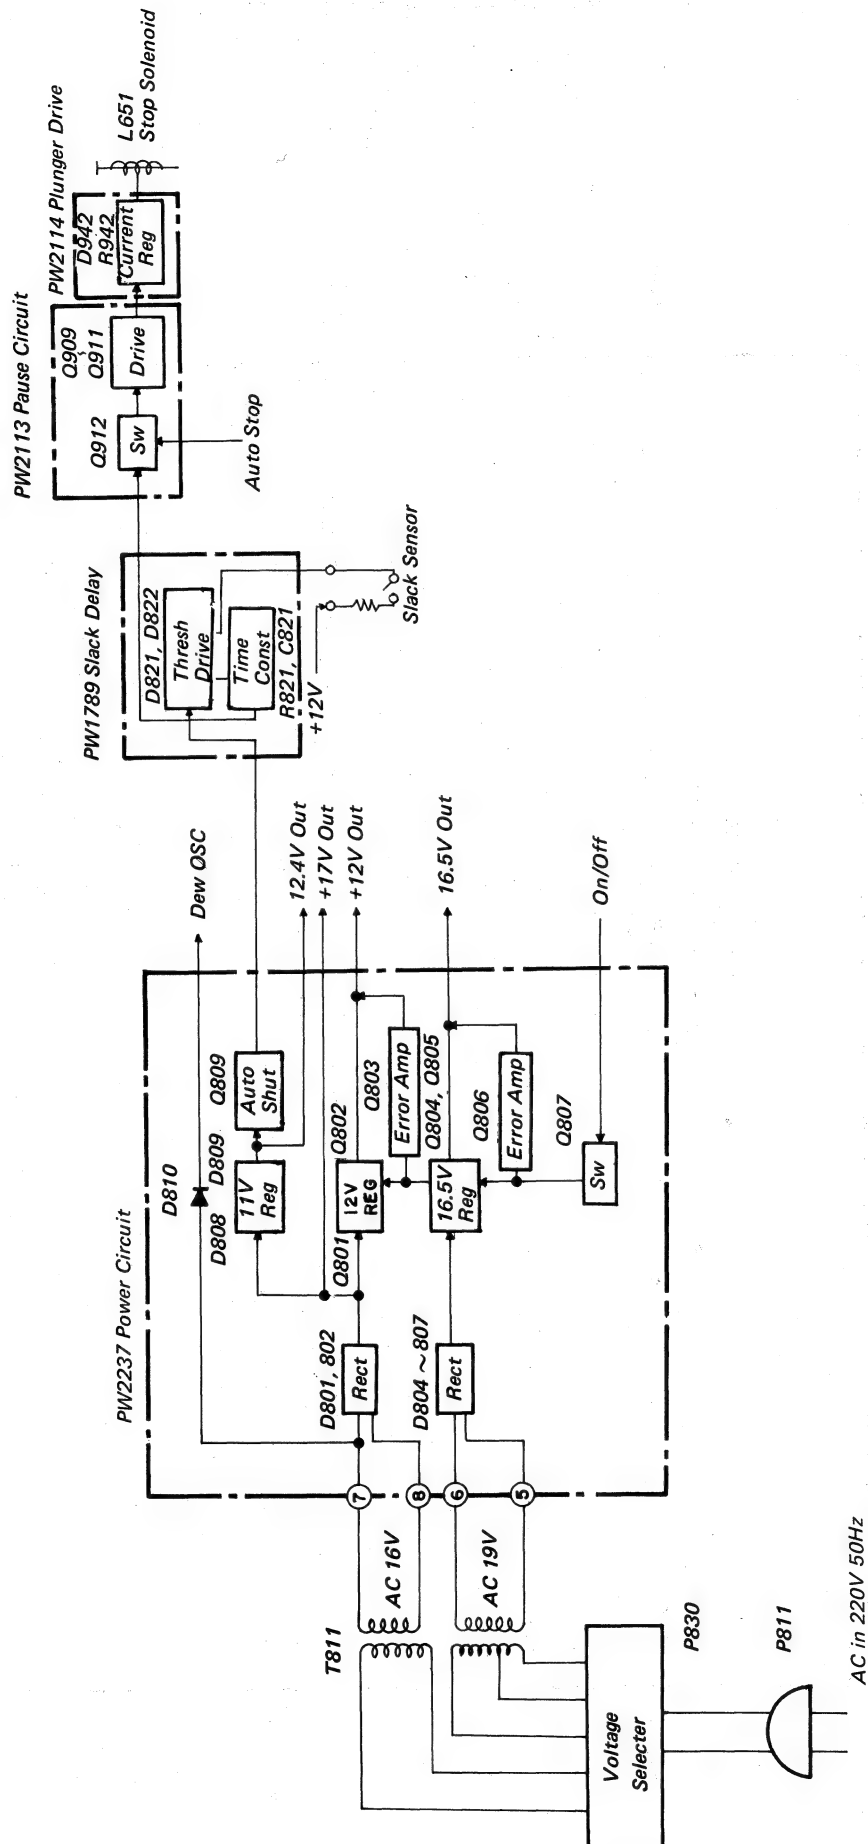 AC in 220V 50Hz
P811
P830
Voltage
Selecter
T811
AC 16V
AC 19V
7
8
6
5
PW2237 Power Circuit
D801, 802
Rect
D804 ~ 807
Rect
D810
D808
D809
11V
Reg
Q809
Auto
Shut
Q801
Q802
12V
REG
Q803
Error Amp
Q804, Q805
16.5V
Reg
Q806
Error Amp
Q807
Sw
Dew OSC
12.4V Out
+17V Out
+12V Out
16.5V Out
On/Off
PW1789 Slack Delay
D821, D822
Thresh
Drive
Time
Const
R821, C821
+12V
Slack Sensor
PW2113 Pause Circuit
Q912
Sw
Q909
~
Q911
Drive
Auto Stop
PW2114 Plunger Drive
D942
R942
Current
Reg
L651
Stop Solenoid